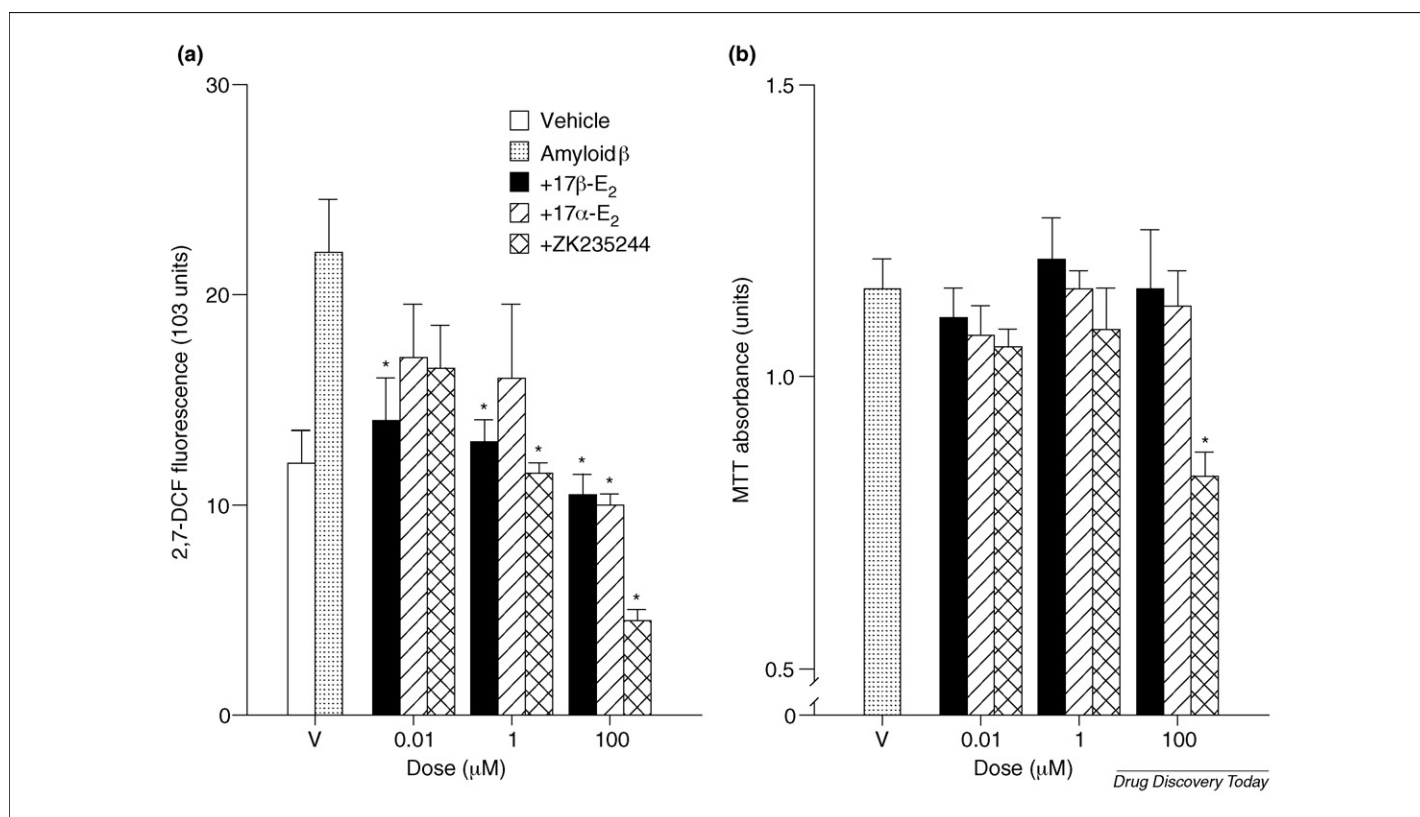 (a)
30
20
10
0
2,7-DCF fluorescence (103 units)
Vehicle
Amyloid β
+17β-E2
+17α-E2
+ZK235244
*
*
*
*
*
*
V 0.01 1 100
Dose (μM)
(b)
1.5
1.0
0.5
0
MTT absorbance (units)
*
V 0.01 1 100
Dose (μM)
Drug Discovery Today